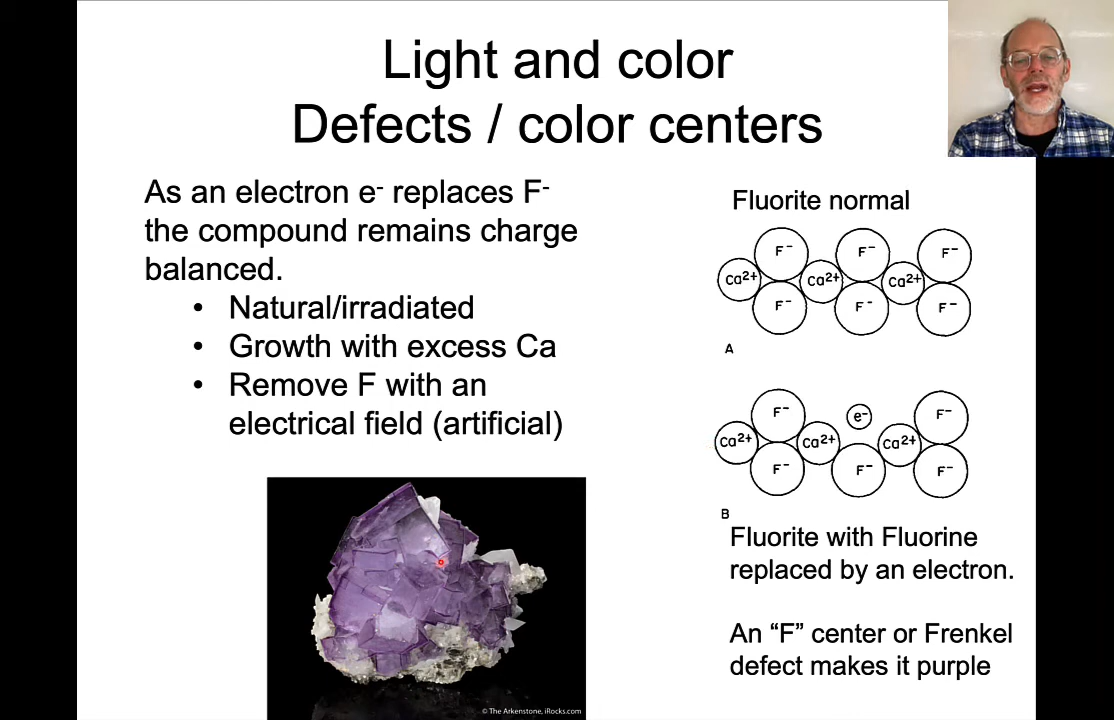 Light and color
Defects / color centers
As an electron e⁻ replaces F⁻
the compound remains charge
balanced.
• Natural/irradiated
• Growth with excess Ca
• Remove F with an
electrical field (artificial)
© The Arkenstone, iRocks.com
Fluorite normal
F⁻ F⁻ F⁻
Ca²⁺ Ca²⁺ Ca²⁺
F⁻ F⁻ F⁻
A
F⁻ e⁻ F⁻
Ca²⁺ Ca²⁺ Ca²⁺
F⁻ F⁻ F⁻
B
Fluorite with Fluorine
replaced by an electron.
An “F” center or Frenkel
defect makes it purple